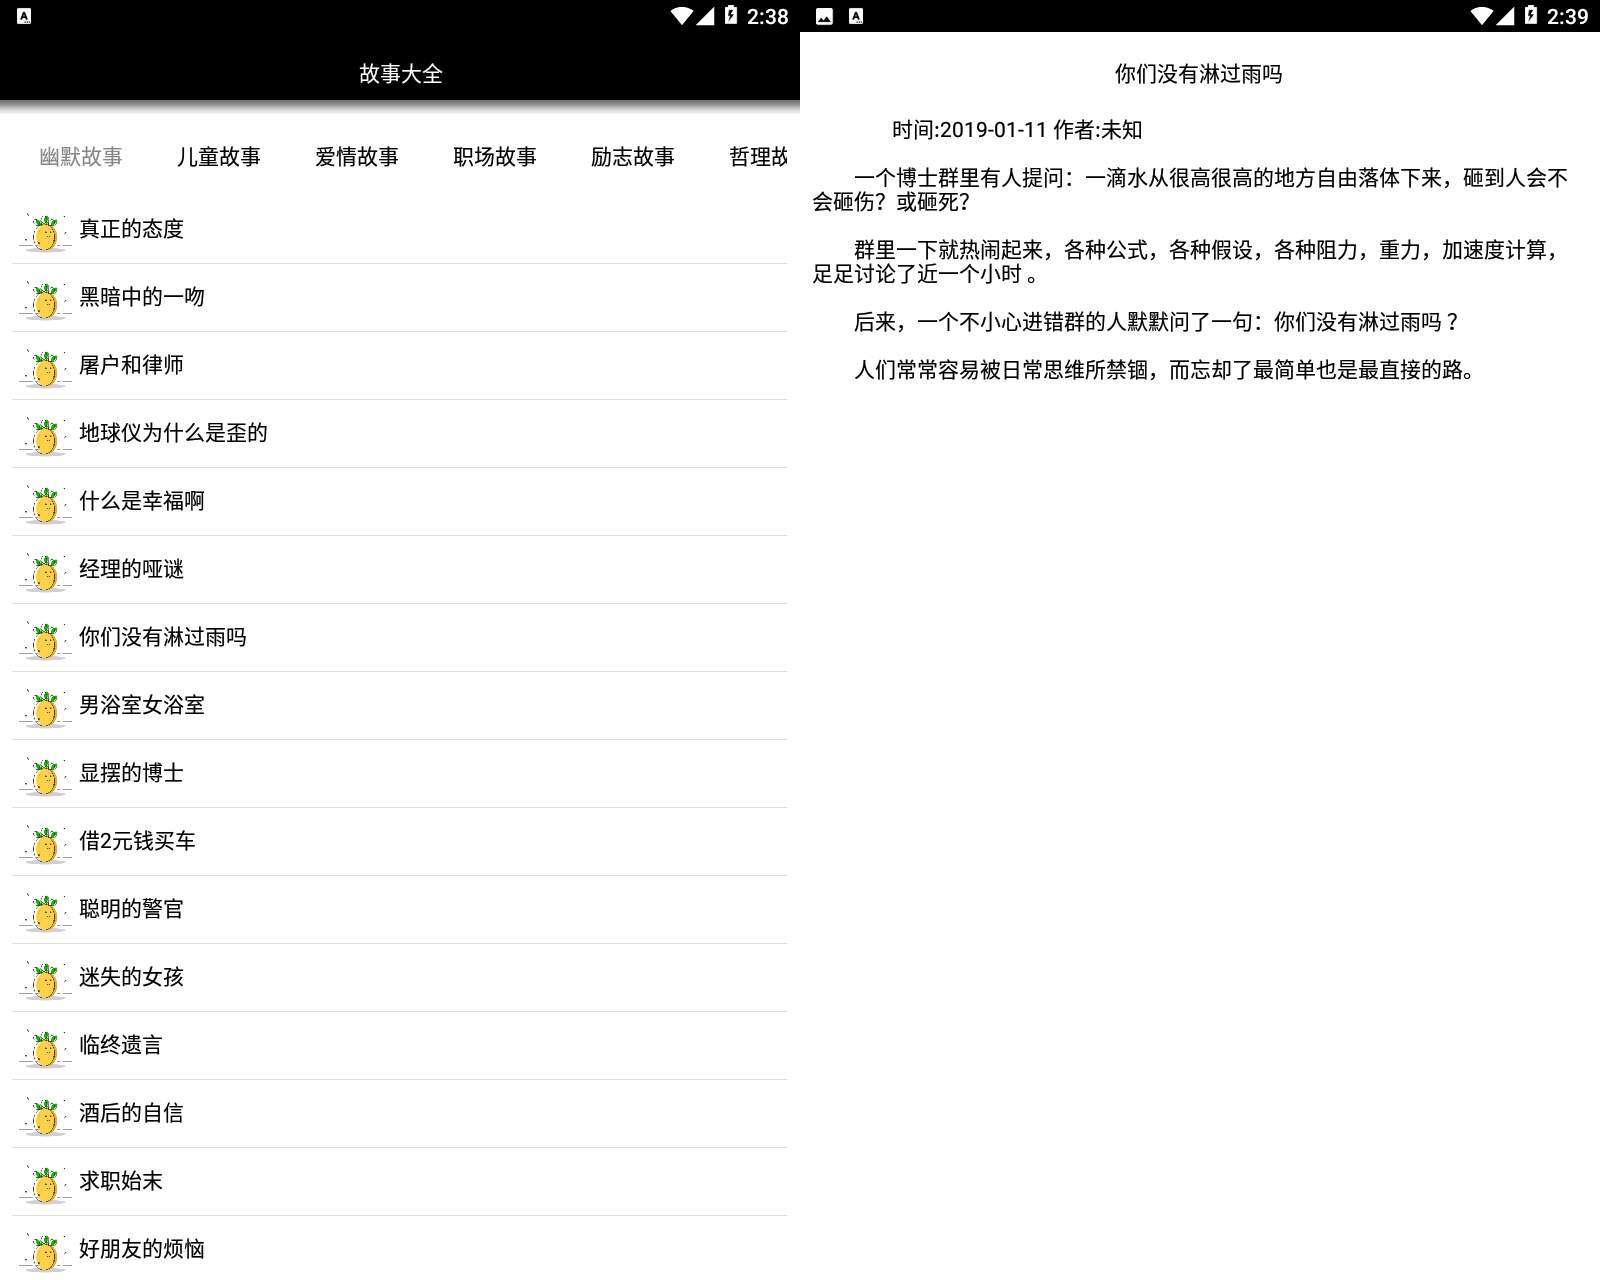 2:38
故事大全
幽默故事 儿童故事 爱情故事 职场故事 励志故事 哲理故
真正的态度
黑暗中的一吻
屠户和律师
地球仪为什么是歪的
什么是幸福啊
经理的哑谜
你们没有淋过雨吗
男浴室女浴室
显摆的博士
借2元钱买车
聪明的警官
迷失的女孩
临终遗言
酒后的自信
求职始末
好朋友的烦恼
2:39
你们没有淋过雨吗
时间:2019-01-11 作者:未知
一个博士群里有人提问：一滴水从很高很高的地方自由落体下来，砸到人会不
会砸伤？或砸死？
群里一下就热闹起来，各种公式，各种假设，各种阻力，重力，加速度计算，
足足讨论了近一个小时 。
后来，一个不小心进错群的人默默问了一句：你们没有淋过雨吗 ？
人们常常容易被日常思维所禁锢，而忘却了最简单也是最直接的路。